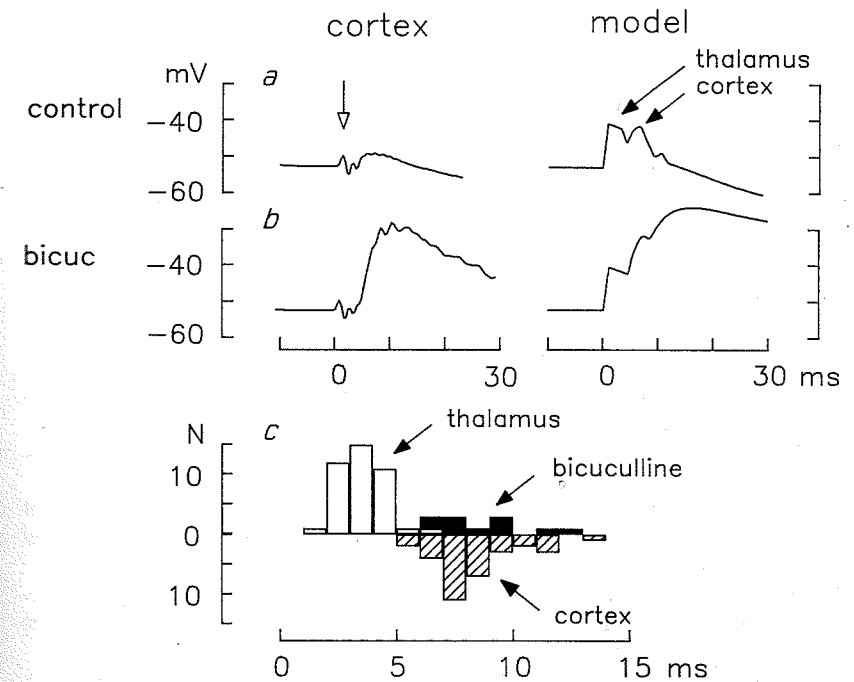 cortex model
mV a thalamus
control cortex
−40
−60
b
bicuc −40
−60
0 30 0 30 ms
N c thalamus
10 bicuculline
0
10 cortex
0 5 10 15 ms